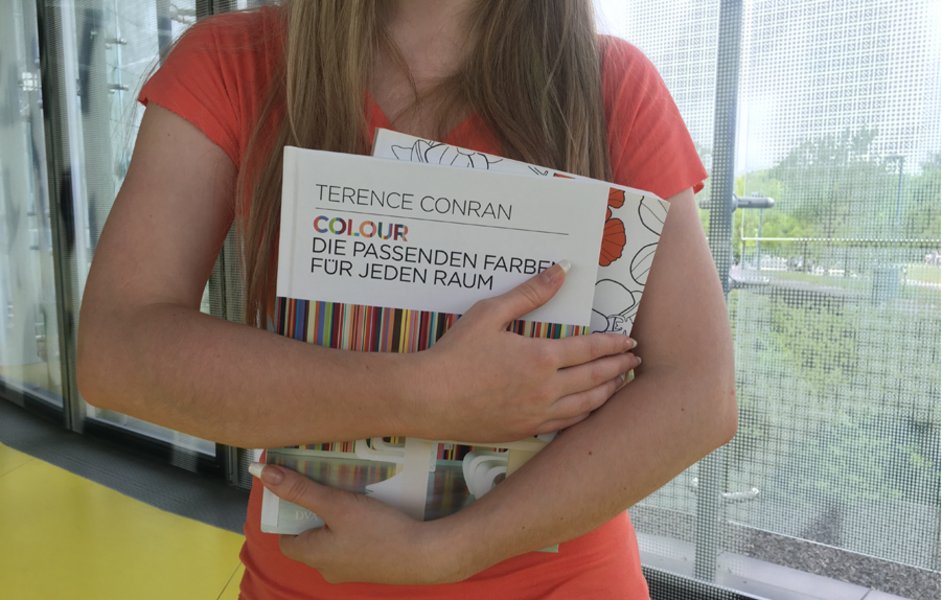 TERENCE CONRAN
COLOUR
DIE PASSENDEN FARBEN
FÜR JEDEN RAUM